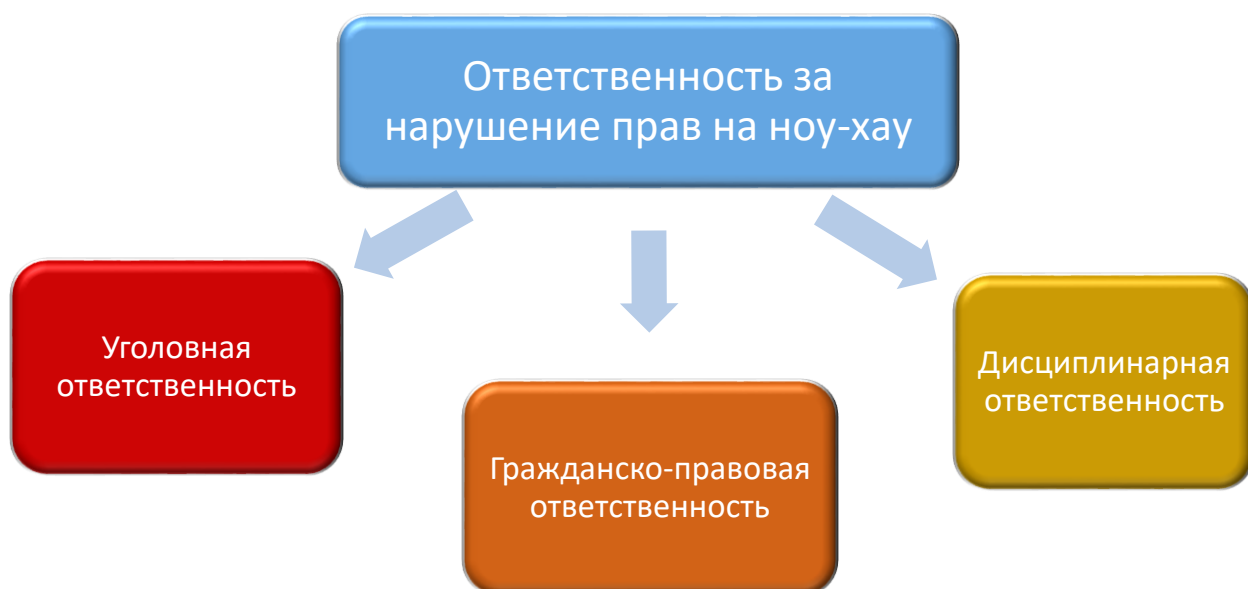 Ответственность за
нарушение прав на ноу-хау
Уголовная
ответственность
Гражданско-правовая
ответственность
Дисциплинарная
ответственность